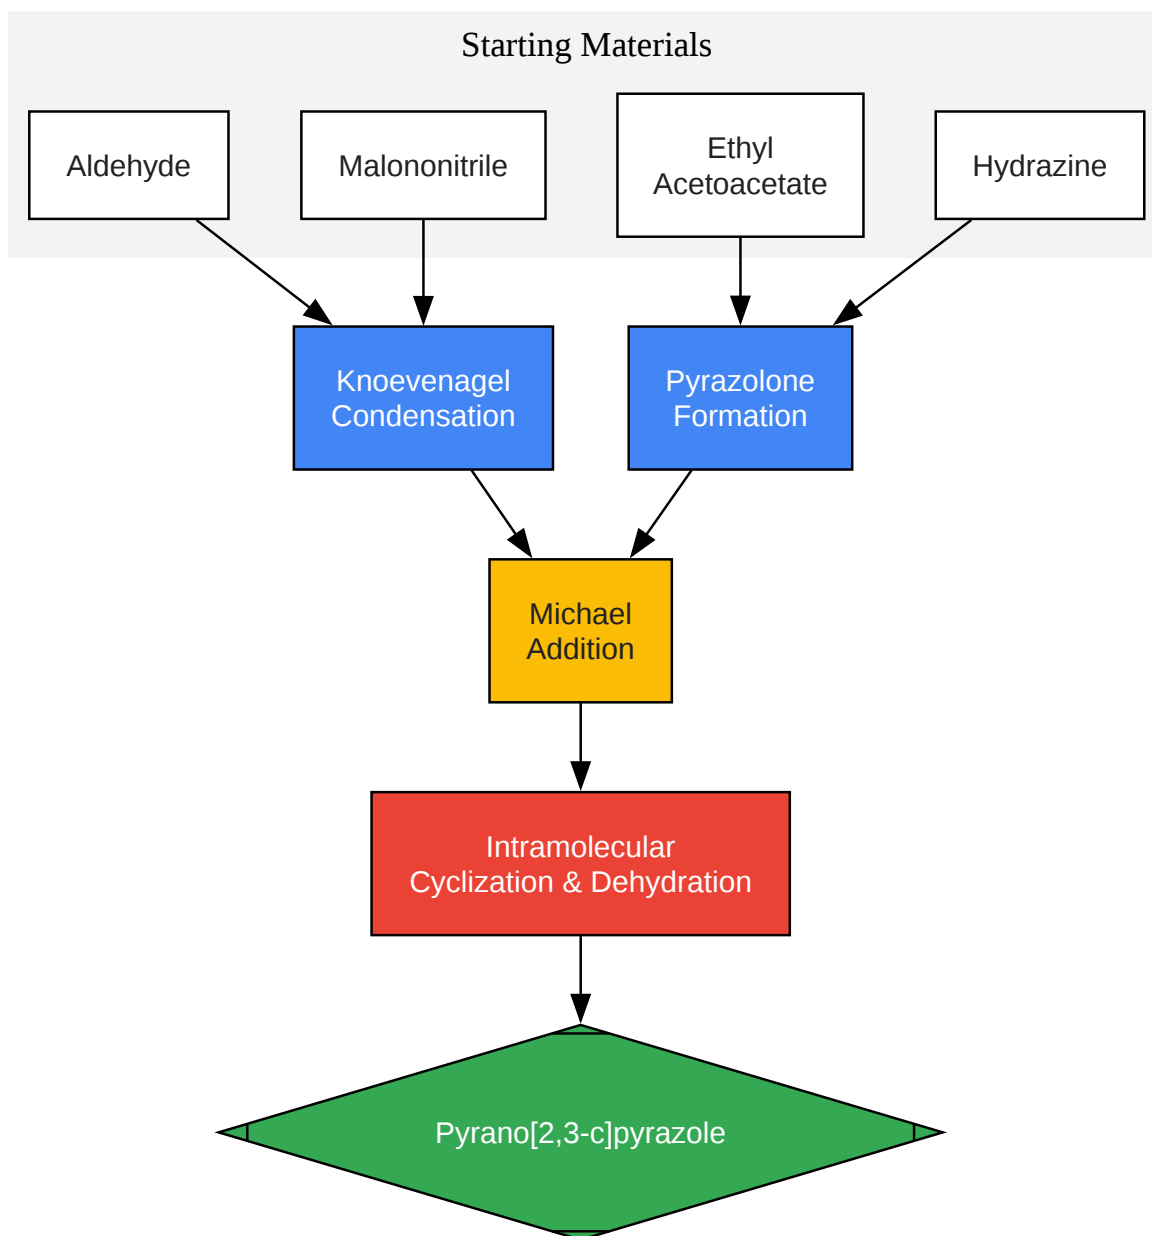 Starting Materials
Aldehyde
Malononitrile
Ethyl
Acetoacetate
Hydrazine
Knoevenagel
Condensation
Pyrazolone
Formation
Michael
Addition
Intramolecular
Cyclization & Dehydration
Pyrano[2,3-c]pyrazole